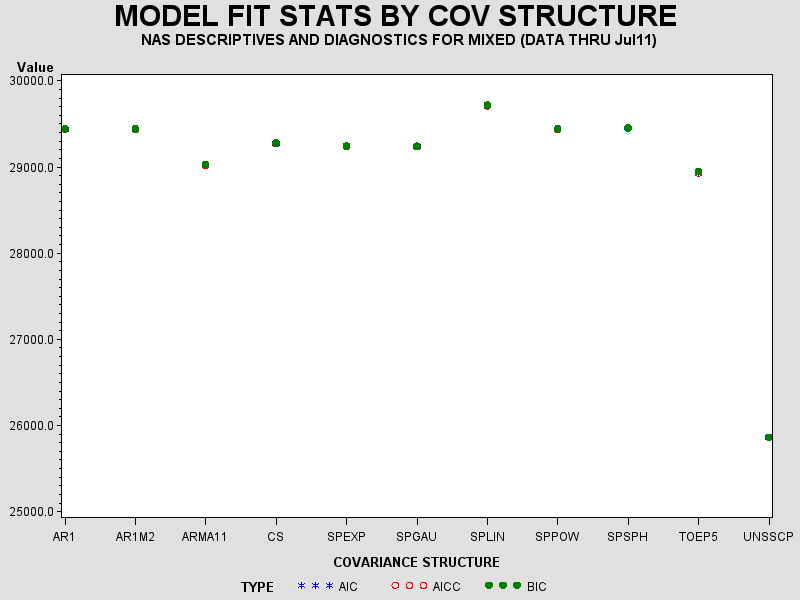 MODEL FIT STATS BY COV STRUCTURE
NAS DESCRIPTIVES AND DIAGNOSTICS FOR MIXED (DATA THRU Jul11)
Value
30000.0
29000.0
28000.0
27000.0
26000.0
25000.0
AR1 AR1M2 ARMA11 CS SPEXP SPGAU SPLIN SPPOW SPSPH TOEP5 UNSSCP
COVARIANCE STRUCTURE
TYPE * * * AIC AICC BIC